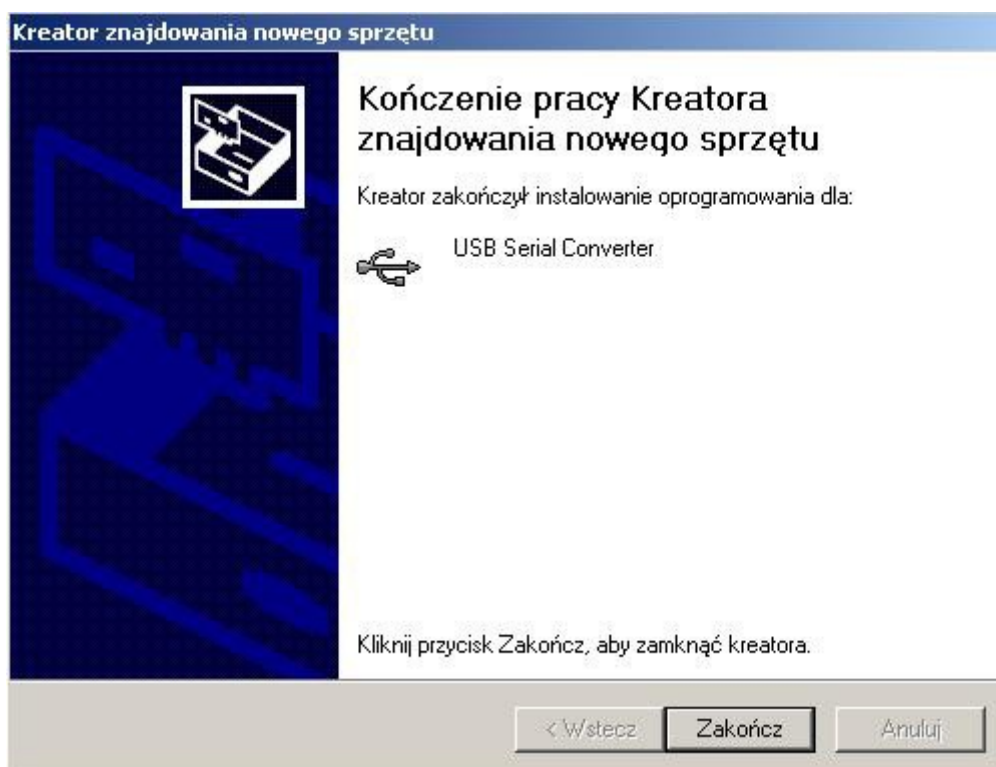 Kreator znajdowania nowego sprzętu
Kończenie pracy Kreatora
znajdowania nowego sprzętu
Kreator zakończył instalowanie oprogramowania dla:
USB Serial Converter
Kliknij przycisk Zakończ, aby zamknąć kreatora.
< Wstecz Zakończ Anuluj